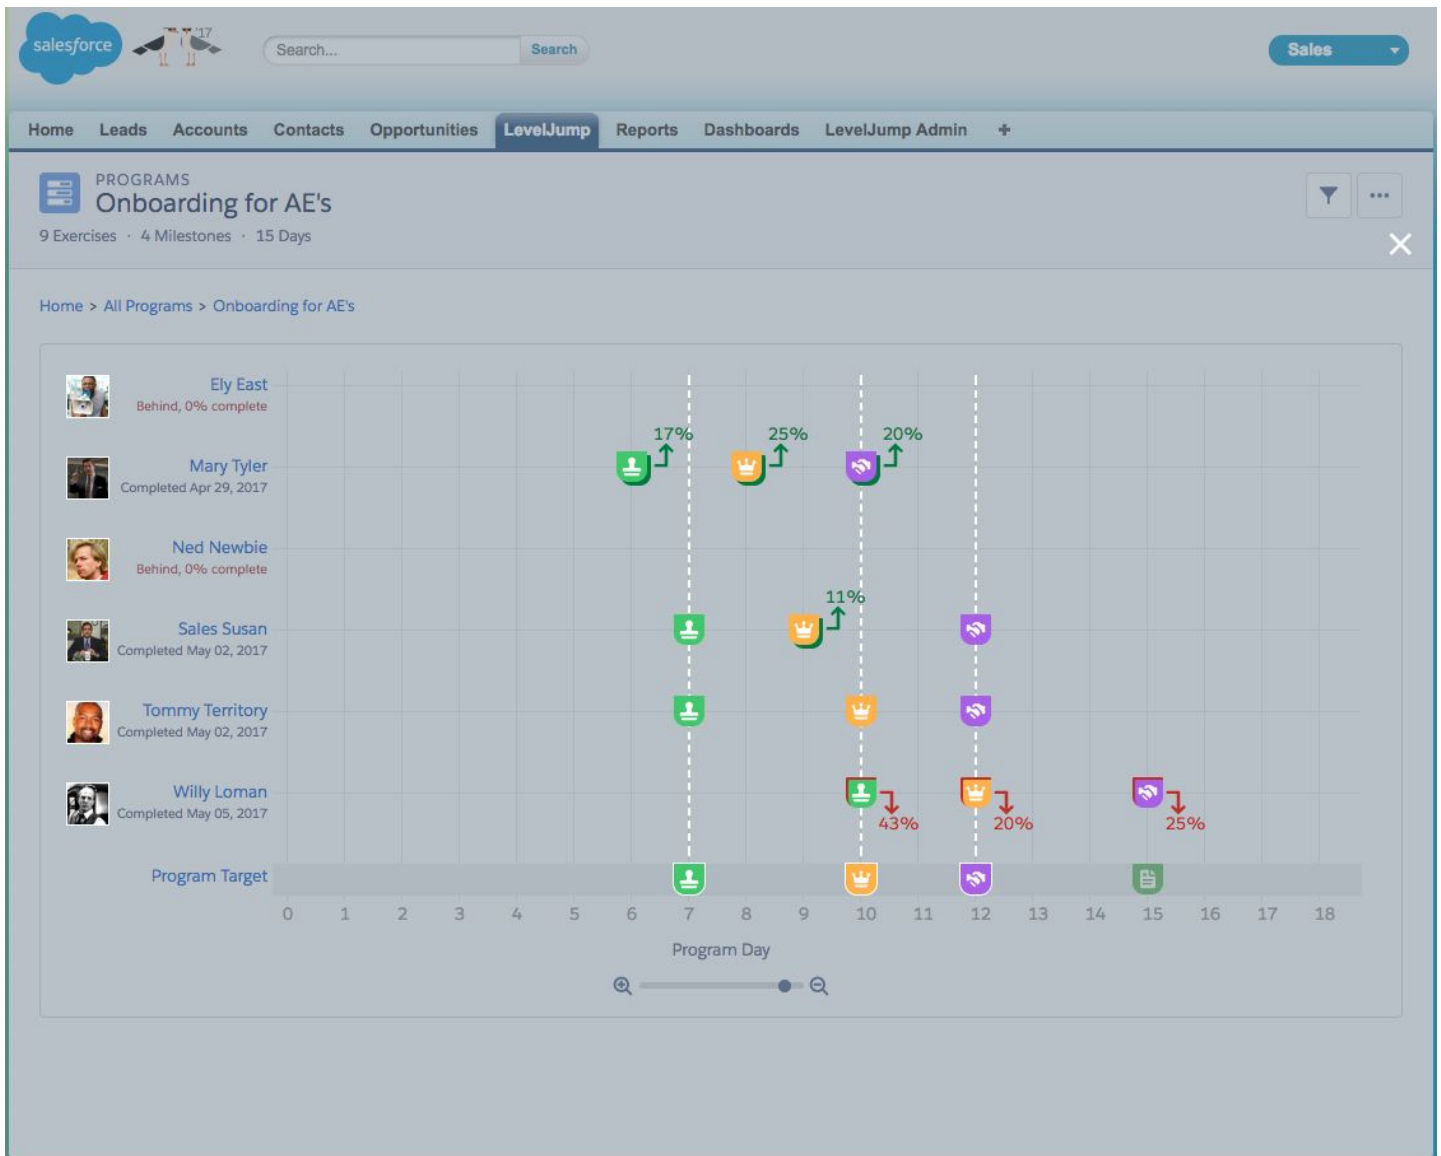 salesforce
'17
Search...
Search
Sales
Home Leads Accounts Contacts Opportunities LevelJump Reports Dashboards LevelJump Admin +
PROGRAMS
Onboarding for AE's
9 Exercises · 4 Milestones · 15 Days
Home > All Programs > Onboarding for AE's
Ely East
Behind, 0% complete
17% 25% 20%
Mary Tyler
Completed Apr 29, 2017
Ned Newbie
Behind, 0% complete
11%
Sales Susan
Completed May 02, 2017
Tommy Territory
Completed May 02, 2017
Willy Loman
Completed May 05, 2017
43% 20% 25%
Program Target
0 1 2 3 4 5 6 7 8 9 10 11 12 13 14 15 16 17 18
Program Day